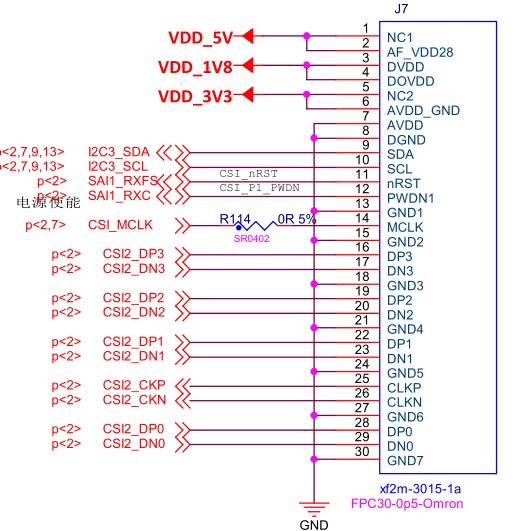 J7
VDD_5V 1 NC1
2 AF_VDD28
VDD_1V8 3 DVDD
4 DOVDD
VDD_3V3 5 NC2
6 AVDD_GND
7 AVDD
8 DGND
p<2,7,9,13> I2C3_SDA 9 SDA
p<2,7,9,13> I2C3_SCL 10 SCL
p<2> SAI1_RXFS CSI_nRST 11 nRST
p<2> SAI1_RXC CSI_P1_PWDN 12 PWDN1
电源使能 13 GND1
p<2,7> CSI_MCLK R114 0R 5% 14 MCLK
SR0402 15 GND2
p<2> CSI2_DP3 16 DP3
p<2> CSI2_DN3 17 DN3
18 GND3
p<2> CSI2_DP2 19 DP2
p<2> CSI2_DN2 20 DN2
21 GND4
p<2> CSI2_DP1 22 DP1
p<2> CSI2_DN1 23 DN1
24 GND5
p<2> CSI2_CKP 25 CLKP
p<2> CSI2_CKN 26 CLKN
27 GND6
p<2> CSI2_DP0 28 DP0
p<2> CSI2_DN0 29 DN0
30 GND7
xf2m-3015-1a
FPC30-0p5-Omron
GND